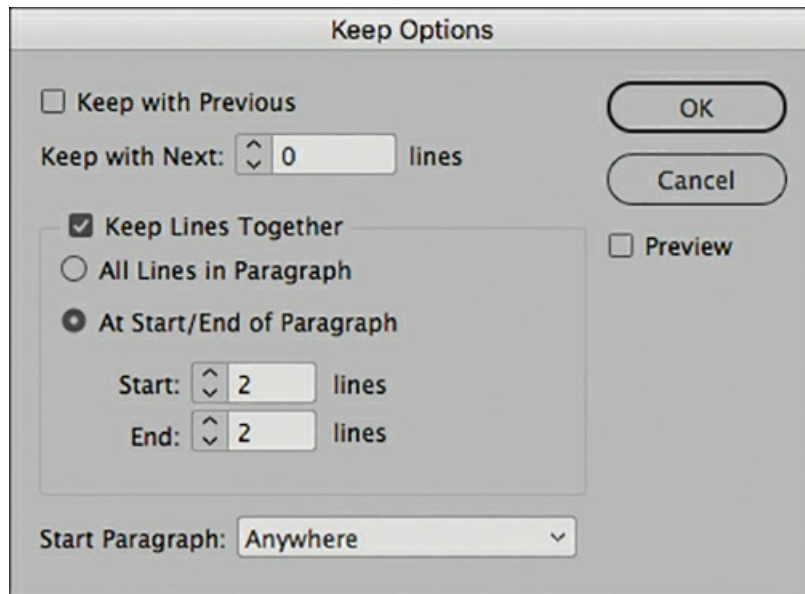 Keep Options
Keep with Previous
Keep with Next: 0 lines
OK
Cancel
Preview
Keep Lines Together
All Lines in Paragraph
At Start/End of Paragraph
Start: 2 lines
End: 2 lines
Start Paragraph: Anywhere